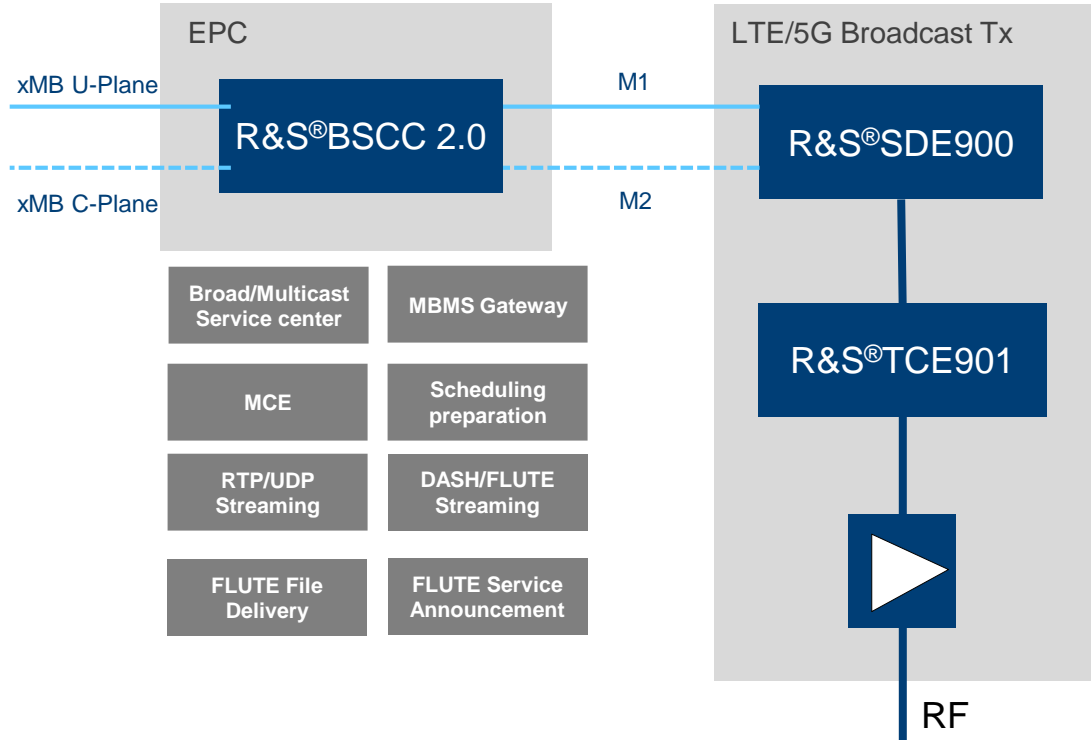 EPC
LTE/5G Broadcast Tx
xMB U-Plane
M1
R&S®BSCC 2.0
R&S®SDE900
xMB C-Plane
M2
Broad/Multicast
Service center
MBMS Gateway
R&S®TCE901
MCE
Scheduling
preparation
RTP/UDP
Streaming
DASH/FLUTE
Streaming
FLUTE File
Delivery
FLUTE Service
Announcement
RF